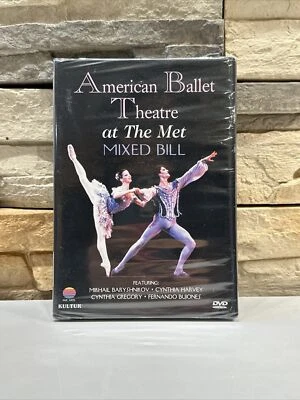 American Ballet
Theatre
at The Met
MIXED BILL
FEATURING:
MIKHAIL BARYSHNIKOV • CYNTHIA HARVEY
CYNTHIA GREGORY • FERNANDO BUJONES
KULTUR
DVD